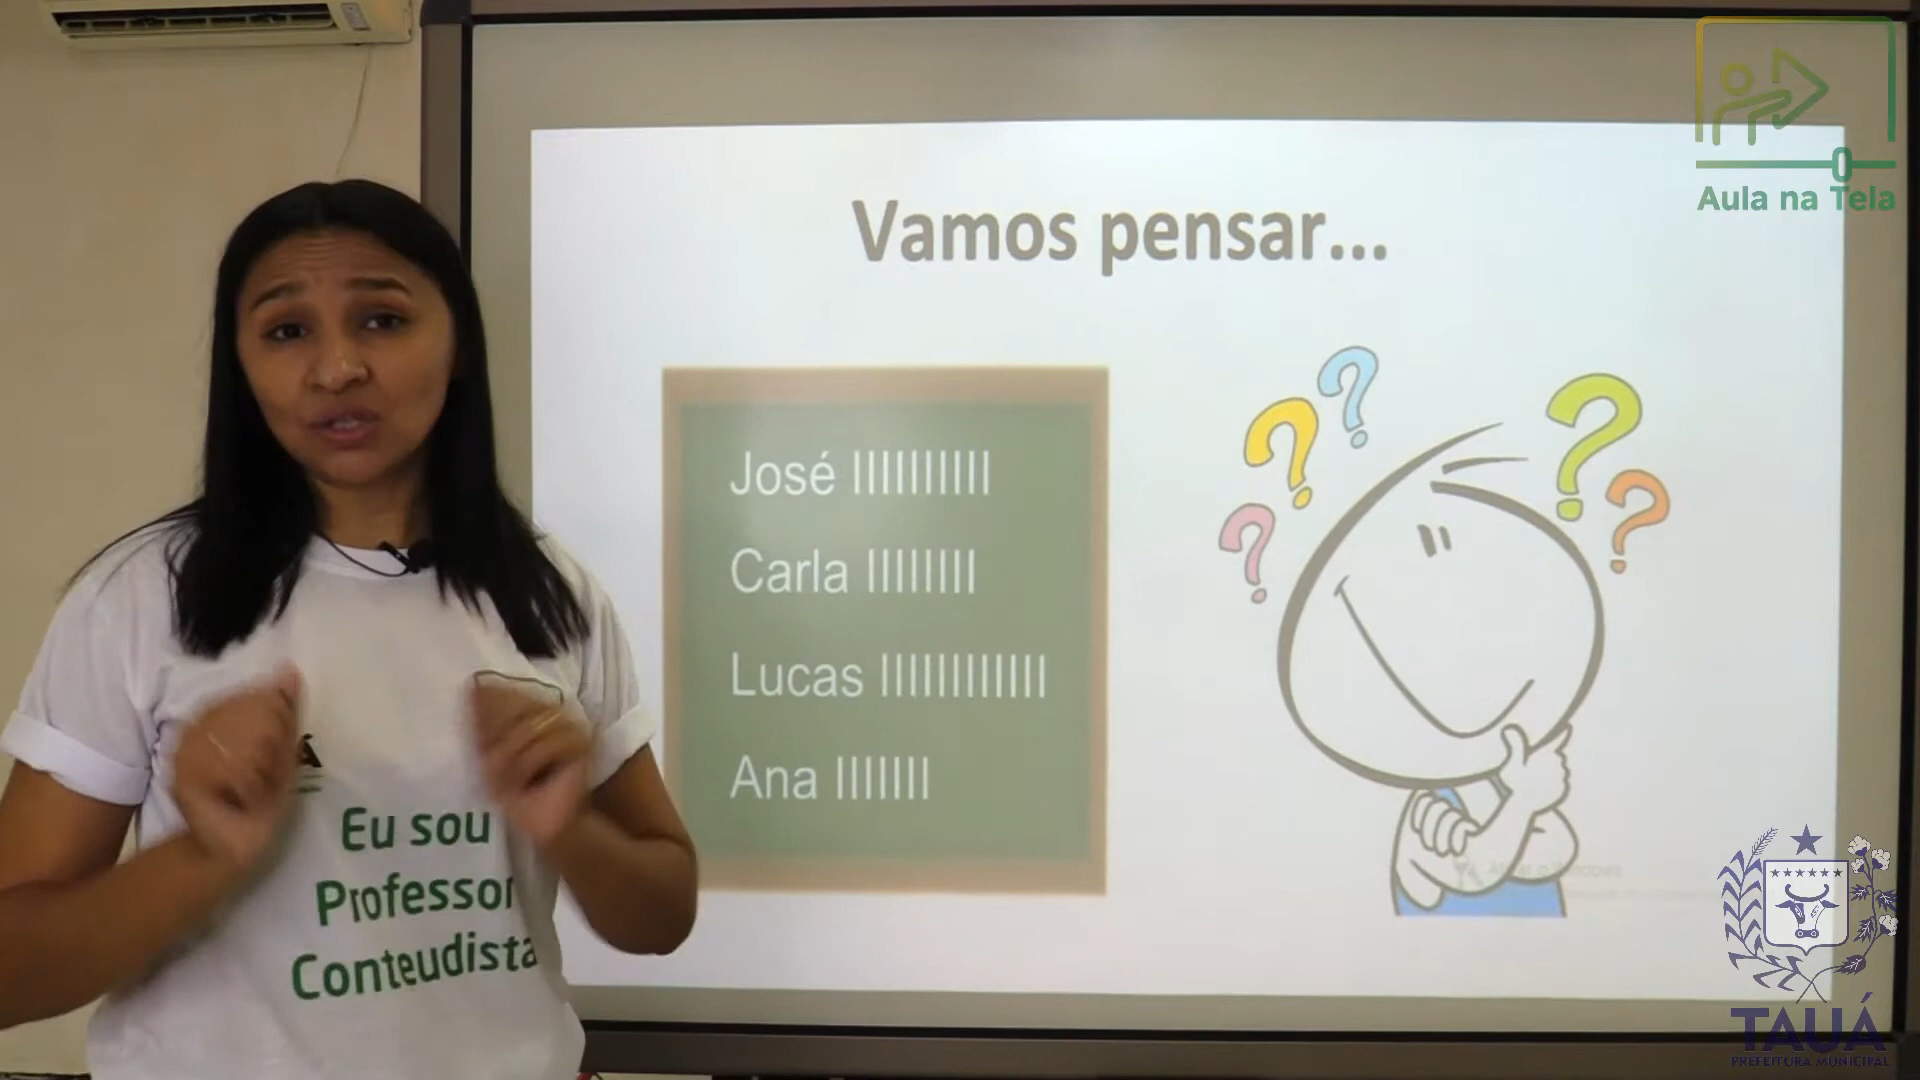 Aula na Tela
Vamos pensar...
José IIIIIIIIII
Carla IIIIIIII
Lucas IIIIIIIIIIII
Ana IIIIIII
Eu sou
Professor
Conteudista
TAUÁ
PREFEITURA MUNICIPAL